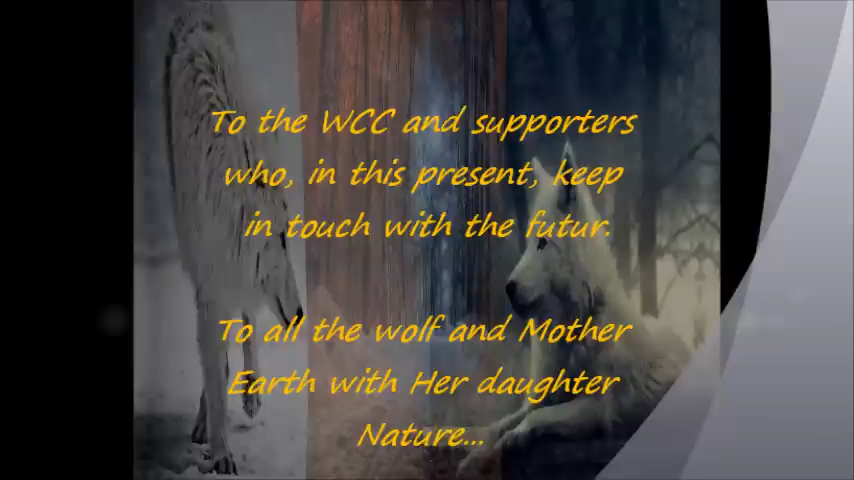 To the WCC and supporters
who, in this present, keep
in touch with the futur.
To all the wolf and Mother
Earth with Her daughter
Nature...